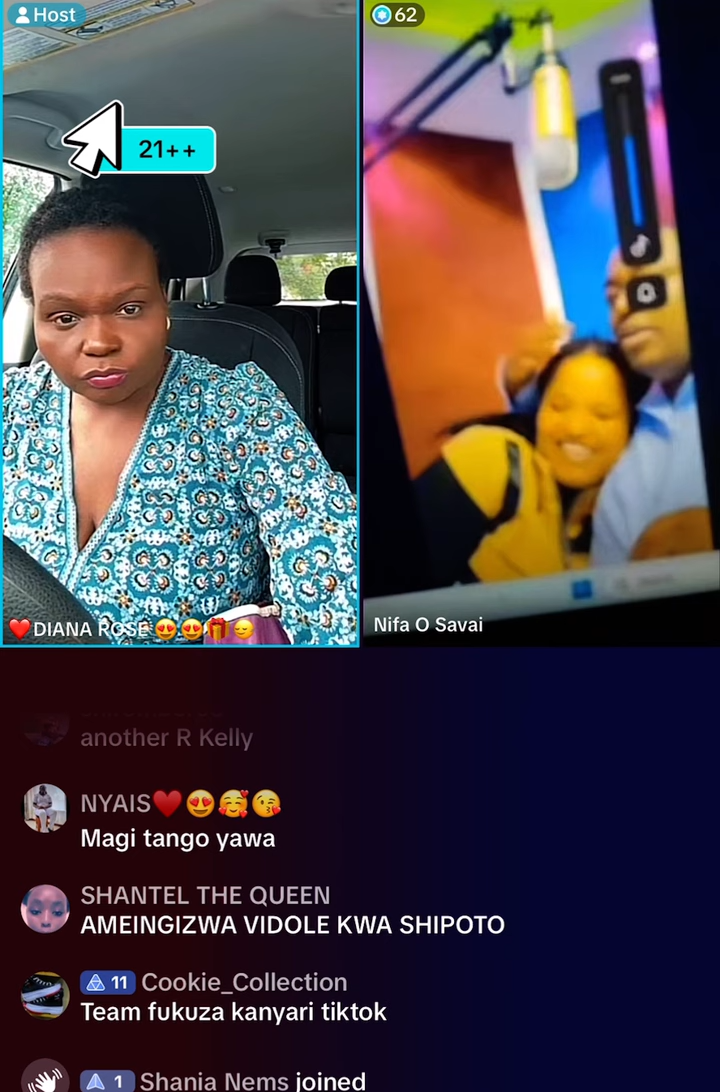 Host
62
21++
❤️DIANA ROSE 😍😍🎁😔
Nifa O Savai
another R Kelly
NYAIS❤️😍🥰😘
Magi tango yawa
SHANTEL THE QUEEN
AMEINGIZWA VIDOLE KWA SHIPOTO
11 Cookie_Collection
Team fukuza kanyari tiktok
1 Shania Nems joined